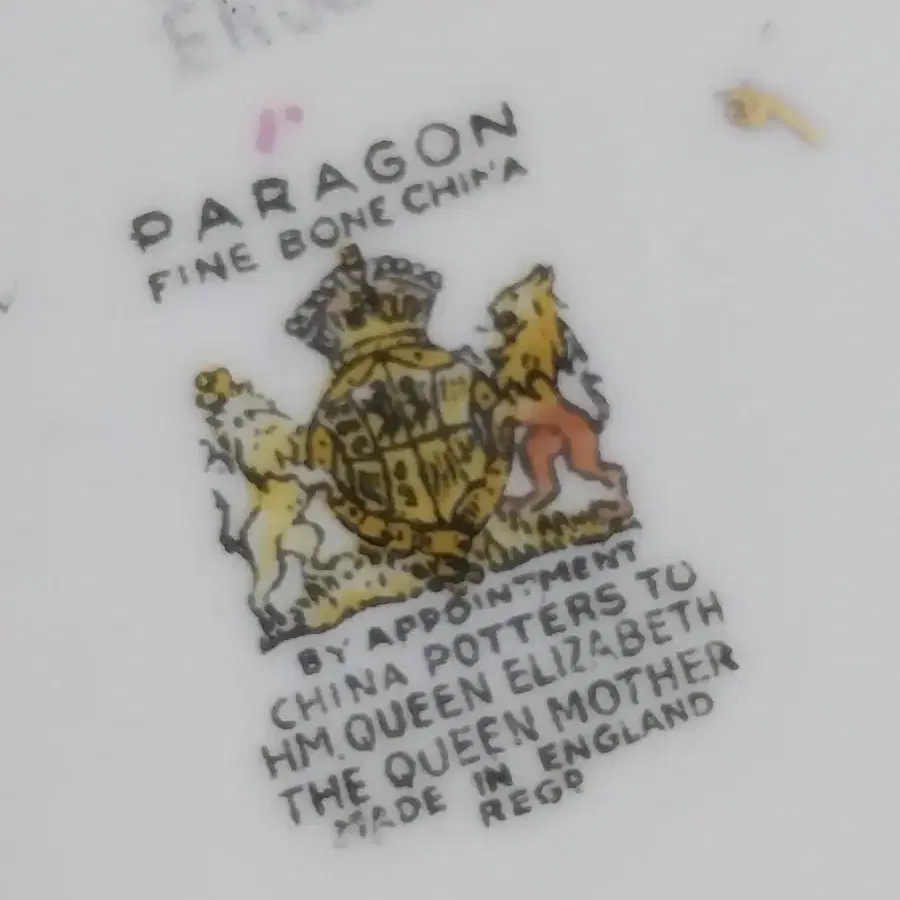 PARAGON
FINE BONE CHINA
BY APPOINTMENT
CHINA POTTERS TO
H.M. QUEEN ELIZABETH
THE QUEEN MOTHER
MADE IN ENGLAND
REGD